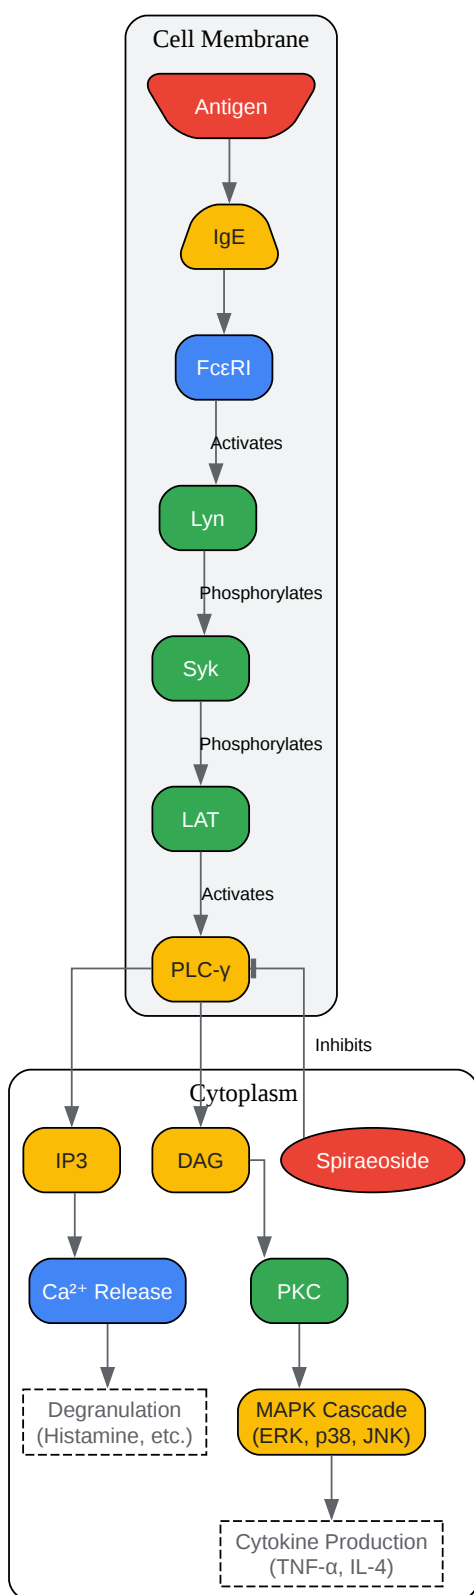 Cell Membrane
Antigen
IgE
FcεRI
Activates
Lyn
Phosphorylates
Syk
Phosphorylates
LAT
Activates
PLC-γ
Inhibits
Cytoplasm
IP3
DAG
Spiraeoside
Ca²⁺ Release
PKC
Degranulation
(Histamine, etc.)
MAPK Cascade
(ERK, p38, JNK)
Cytokine Production
(TNF-α, IL-4)